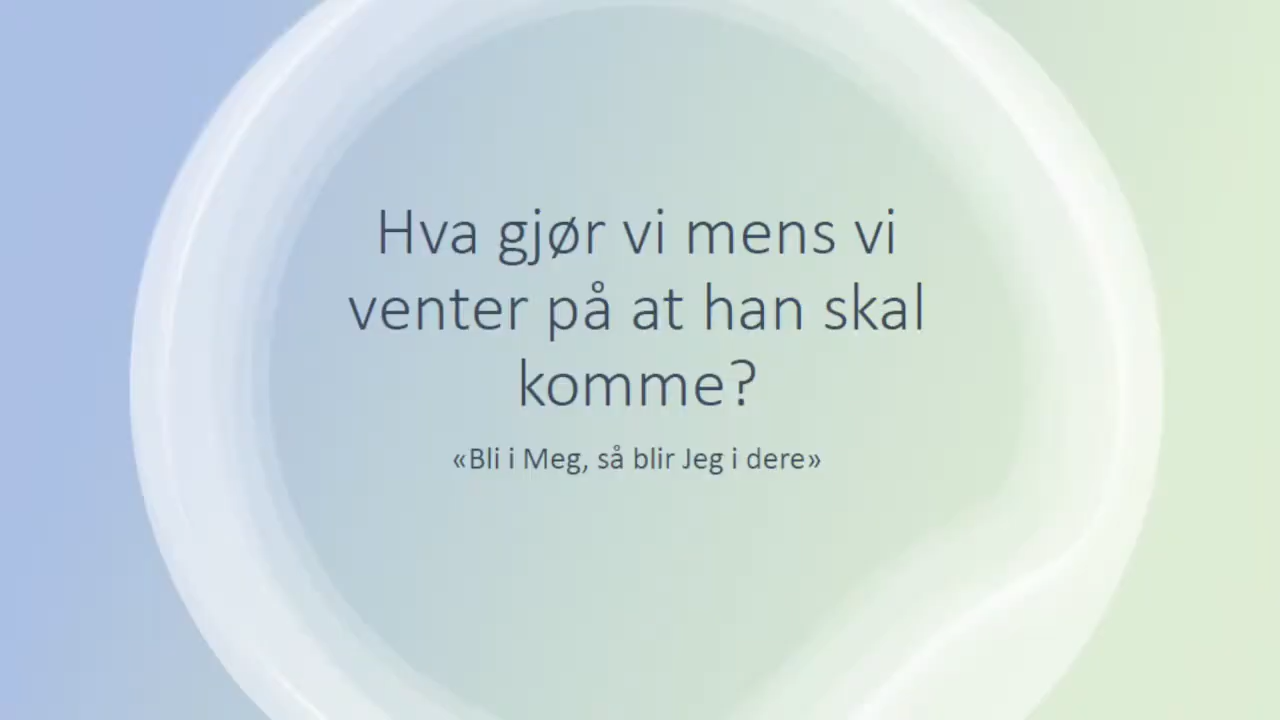 Hva gjør vi mens vi
venter på at han skal
komme?
«Bli i Meg, så blir Jeg i dere»